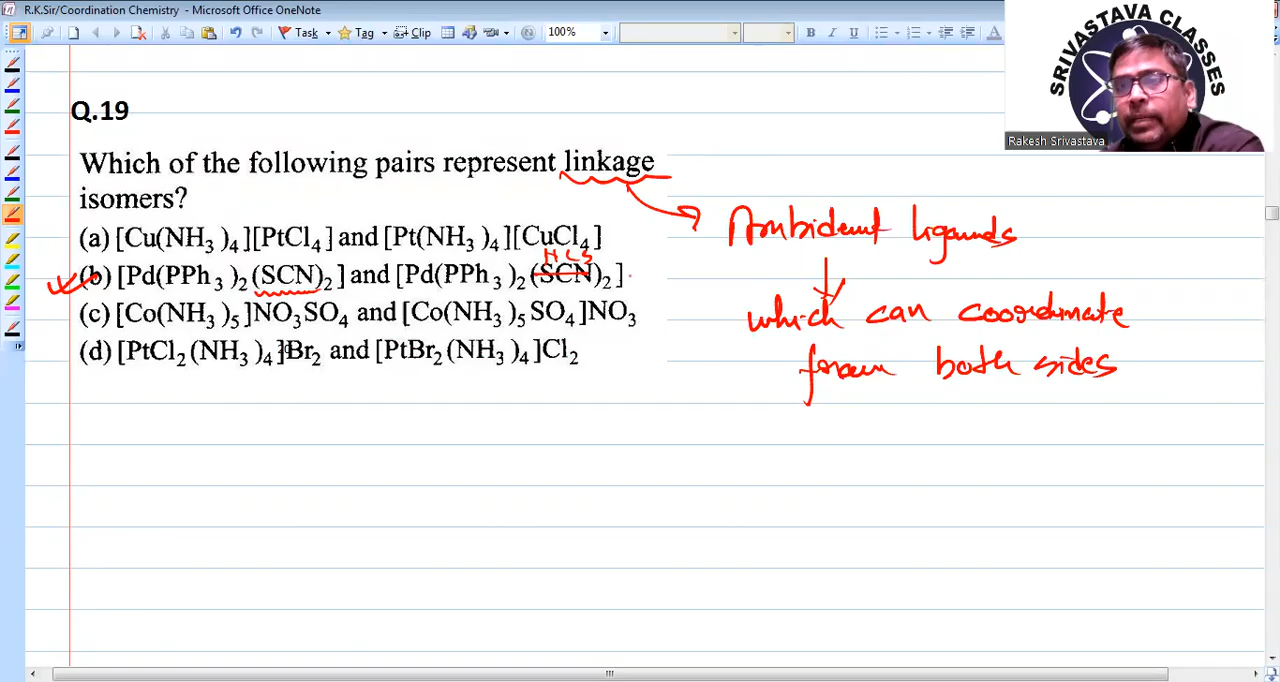 R.K.Sir/Coordination Chemistry - Microsoft Office OneNote
Task Tag Clip 100% B I U A
SRIVASTAVA CLASSES
Rakesh Srivastava
Q.19
Which of the following pairs represent linkage
isomers?
(a) [Cu(NH₃)₄][PtCl₄] and [Pt(NH₃)₄][CuCl₄]
NCS
(b) [Pd(PPh₃)₂(SCN)₂] and [Pd(PPh₃)₂(SCN)₂]
(c) [Co(NH₃)₅]NO₃SO₄ and [Co(NH₃)₅SO₄]NO₃
(d) [PtCl₂(NH₃)₄]Br₂ and [PtBr₂(NH₃)₄]Cl₂
Ambident ligands
which can coordinate
from both sides